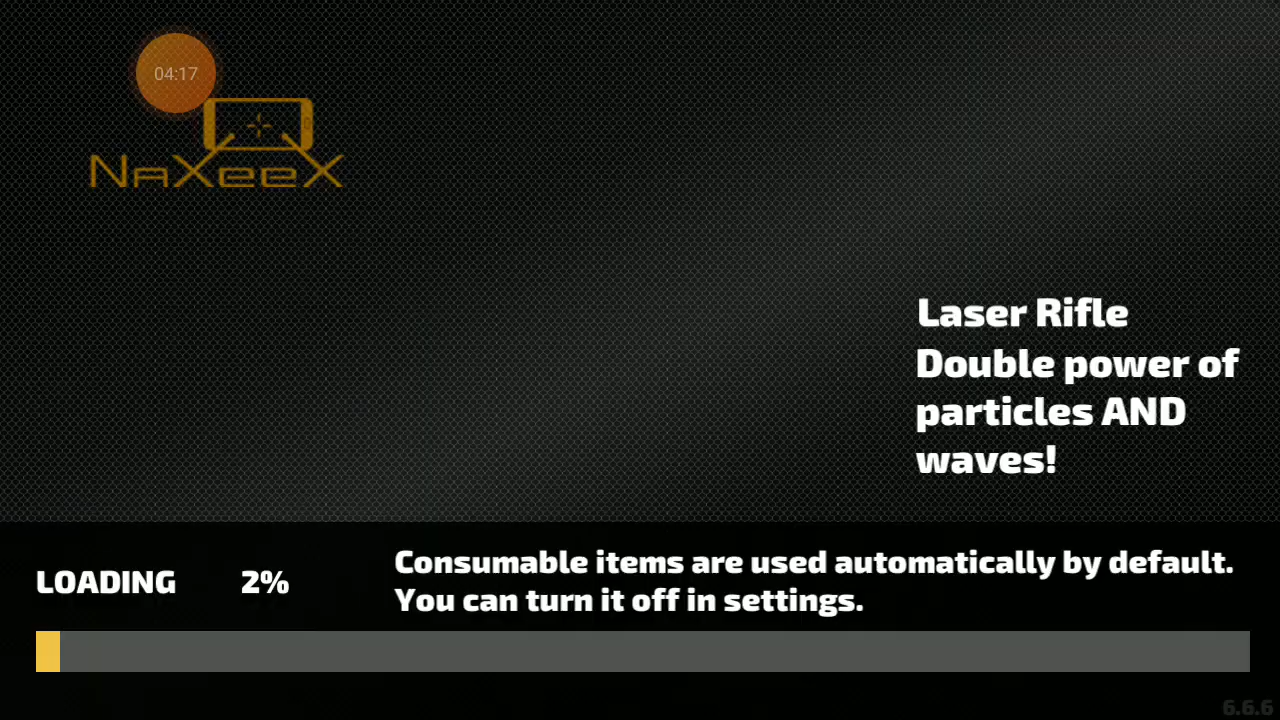 04:17
NaXeeX
Laser Rifle
Double power of
particles AND
waves!
LOADING 2%
Consumable items are used automatically by default.
You can turn it off in settings.
6.6.6